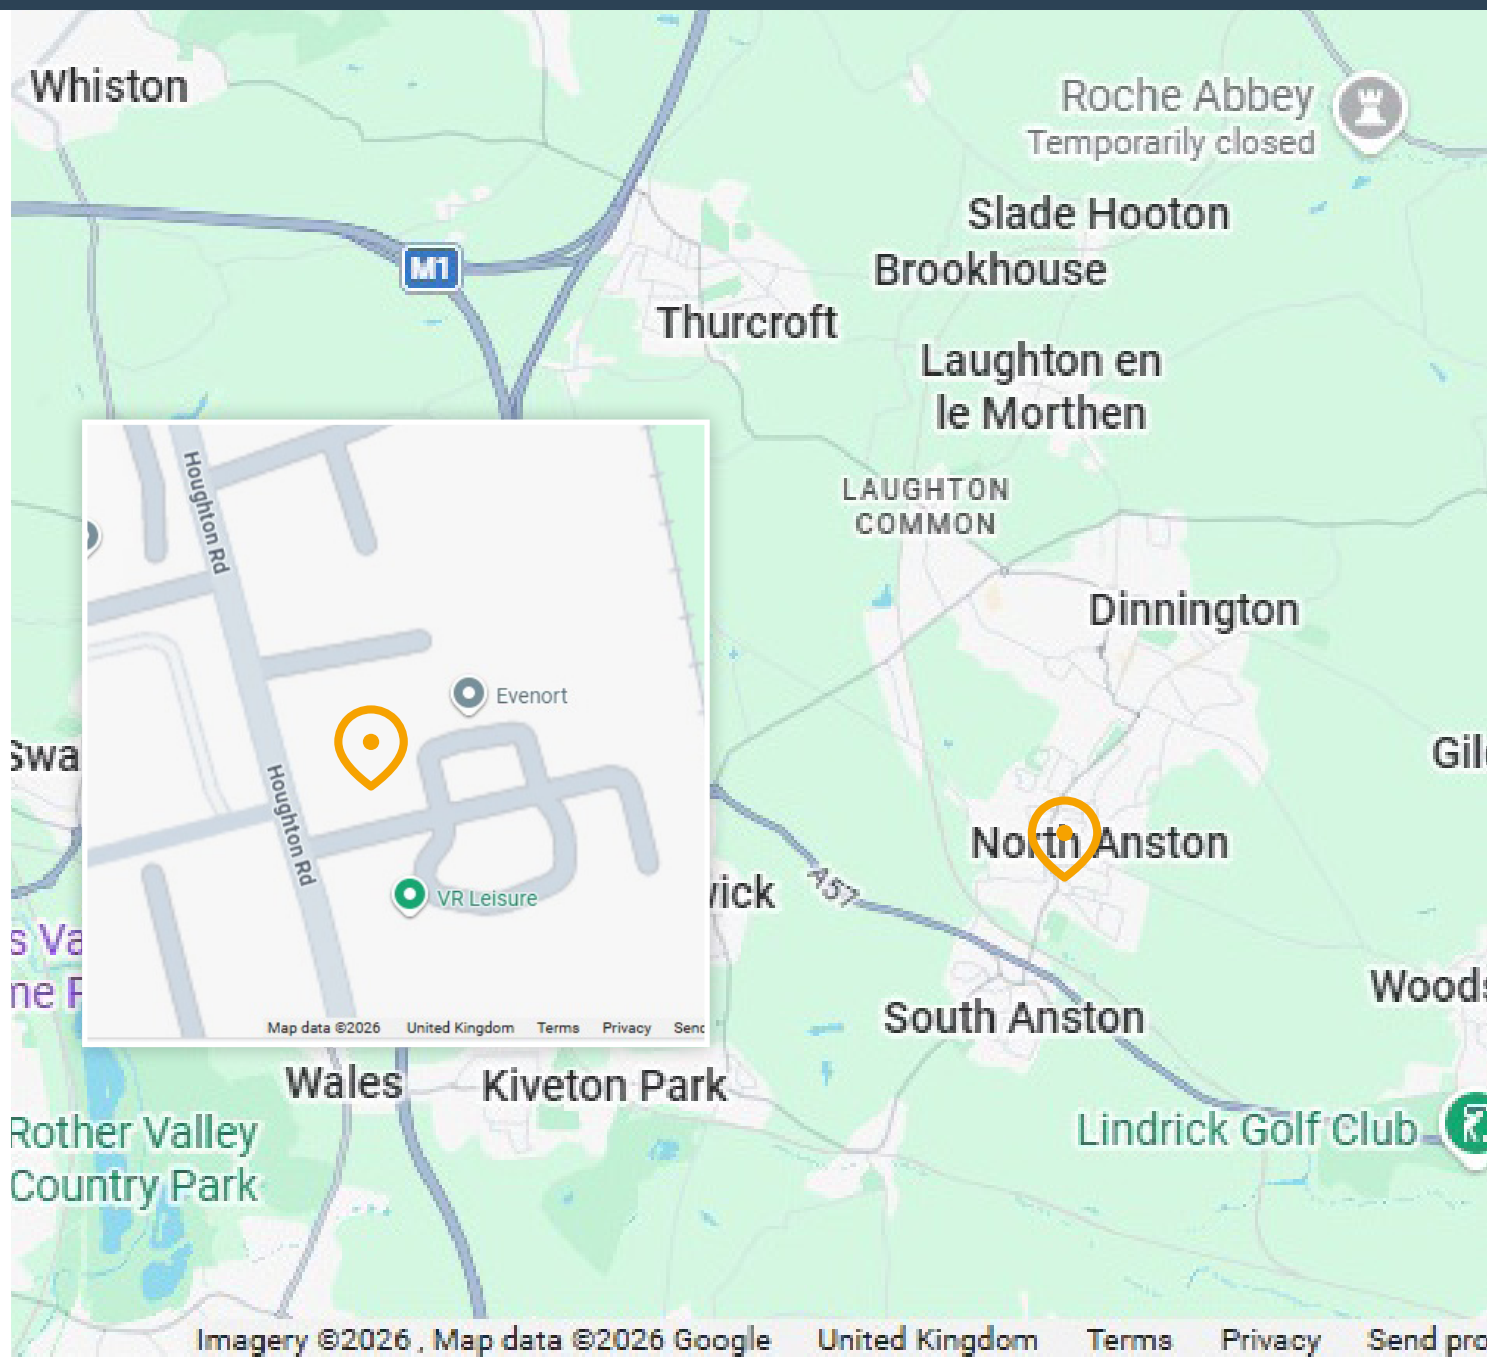 Whiston
Roche Abbey
Temporarily closed
Slade Hooton
Brookhouse
M1
Thurcroft
Laughton en
le Morthen
LAUGHTON
COMMON
Dinnington
Houghton Rd
Evenort
Houghton Rd
VR Leisure
Map data ©2026 United Kingdom Terms Privacy
North Anston
A57
South Anston
Wales
Kiveton Park
Rother Valley
Country Park
Lindrick Golf Club
Imagery ©2026 , Map data ©2026 Google United Kingdom Terms Privacy Send